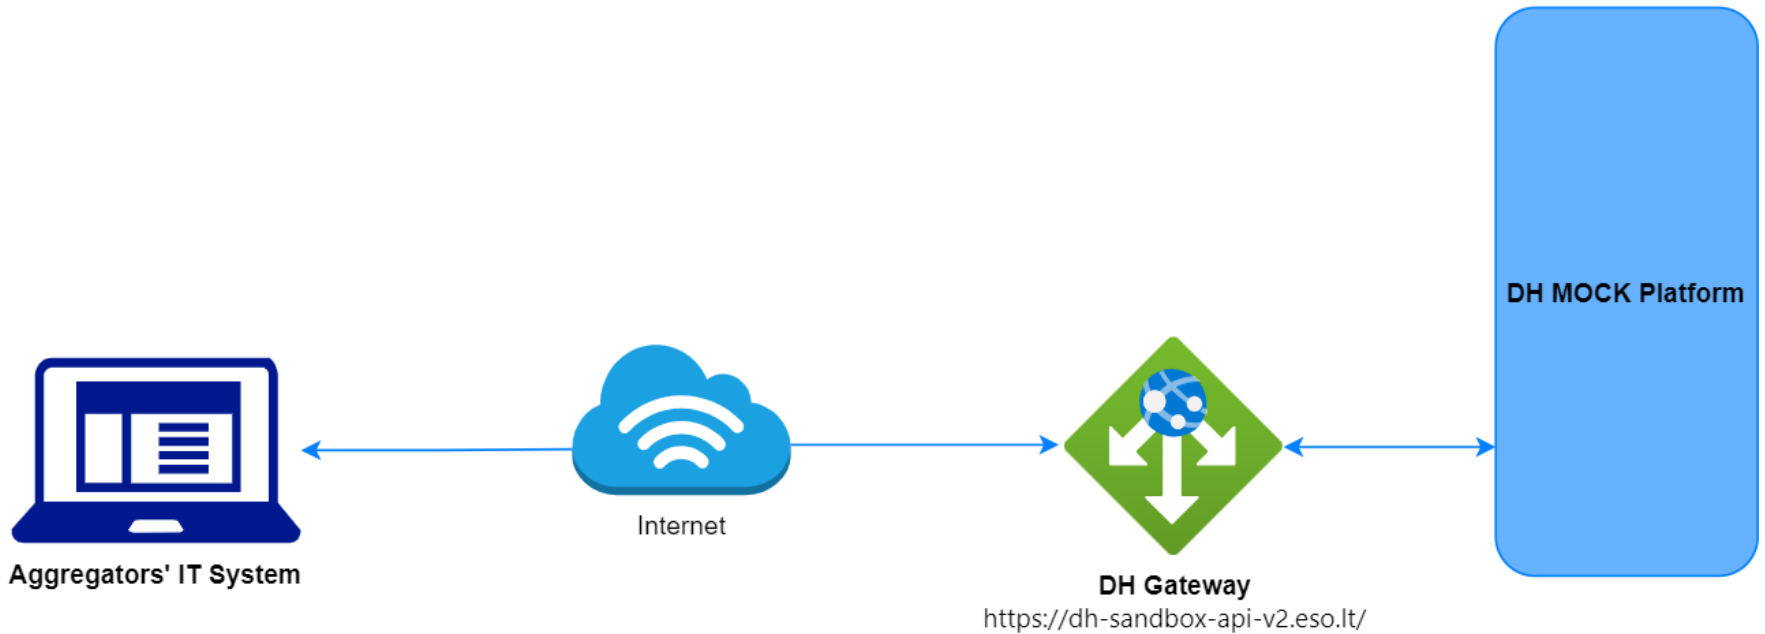 DH MOCK Platform
Internet
Aggregators' IT System
DH Gateway
https://dh-sandbox-api-v2.eso.lt/